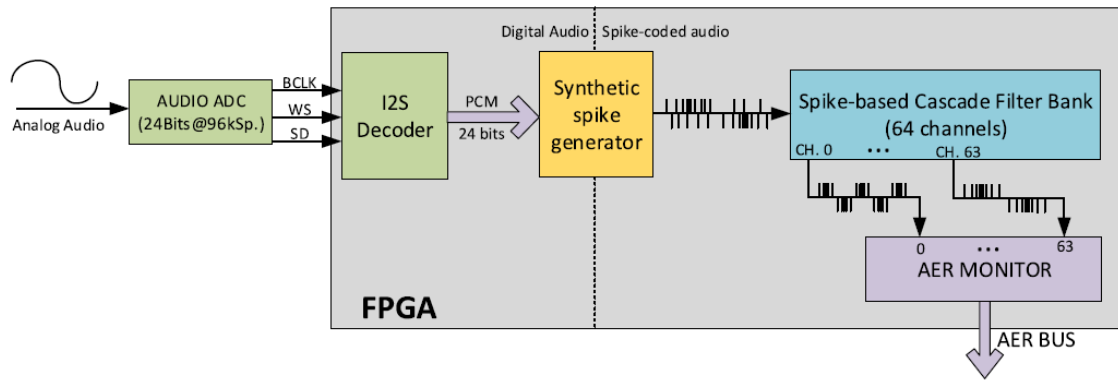 Digital Audio
Spike-coded audio
BCLK
WS
SD
Analog Audio
AUDIO ADC
(24Bits@96kSp.)
I2S
Decoder
PCM
24 bits
Synthetic
spike
generator
Spike-based Cascade Filter Bank
(64 channels)
CH. 0
•••
CH. 63
0
•••
63
AER MONITOR
FPGA
AER BUS